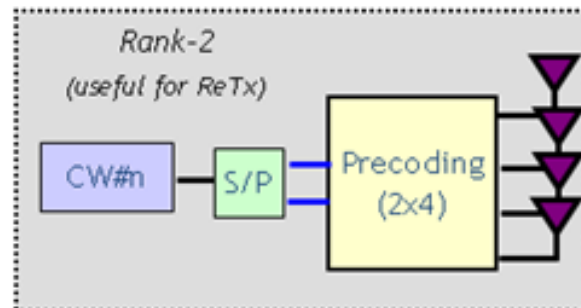 Rank-2
(useful for ReTx)
CW#n
S/P
Precoding
(2x4)